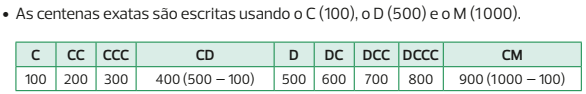 • As centenas exatas são escritas usando o C (100), o D (500) e o M (1000).
C CC CCC CD D DC DCC DCCC CM
100 200 300 400 (500 – 100) 500 600 700 800 900 (1000 – 100)